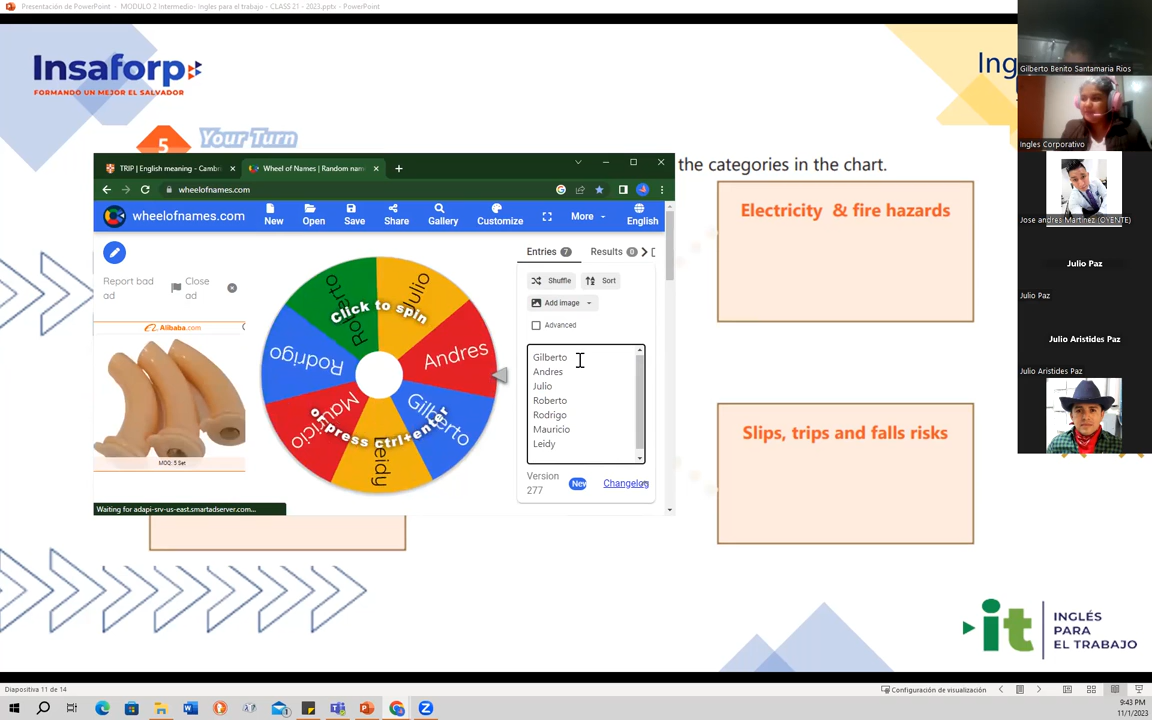 Presentación de PowerPoint - MODULO 2 Intermedio- Ingles para el trabajo - CLASS 21 - 2023.pptx - PowerPoint
Insaforp
FORMANDO UN MEJOR EL SALVADOR
Ing
5
Your Turn
the categories in the chart.
Electricity & fire hazards
Slips, trips and falls risks
TRIP | English meaning - Cambri
Wheel of Names | Random nam
wheelofnames.com
wheelofnames.com
New
Open
Save
Share
Gallery
Customize
More
English
Report bad ad
Close ad
Alibaba.com
MOQ: 5 Set
Julio
Andres
Gilberto
Leidy
Mauricio
Rodrigo
Roberto
Click to spin
or press ctrl+enter
Entries 7
Results 0
Shuffle
Sort
Add image
Advanced
Gilberto
Andres
Julio
Roberto
Rodrigo
Mauricio
Leidy
Version 277
New
Changelog
Waiting for adapi-srv-us-east.smartadserver.com...
Gilberto Benito Santamaria Rios
Ingles Corporativo
Jose andres Martinez (OYENTE)
Julio Paz
Julio Paz
Julio Aristides Paz
Julio Aristides Paz
it
INGLÉS
PARA
EL TRABAJO
Diapositiva 11 de 14
Configuración de visualización
9:43 PM
11/1/2023